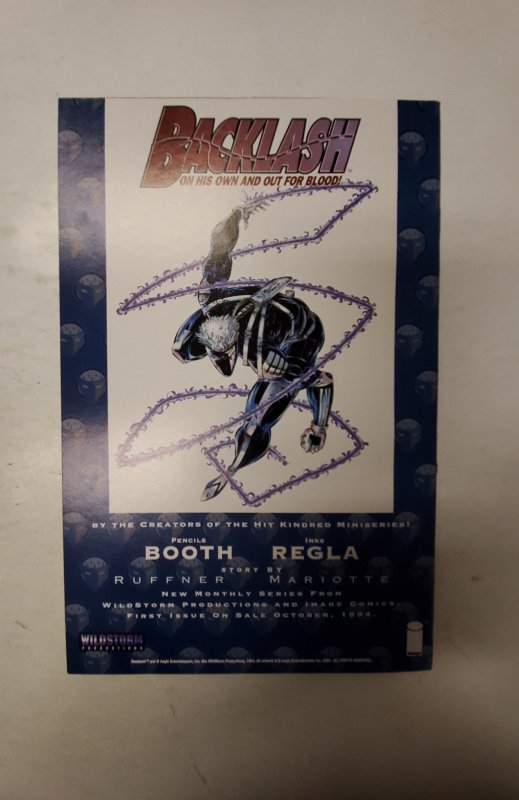 BACKLASH
ON HIS OWN AND OUT FOR BLOOD!
BY THE CREATORS OF THE HIT KINDRED MINISERIES!
PENCILS INKS
BOOTH REGLA
STORY BY
RUFFNER MARIOTTE
NEW MONTHLY SERIES FROM
WILDSTORM PRODUCTIONS AND IMAGE COMICS.
FIRST ISSUE ON SALE OCTOBER, 1994.
WILDSTORM
PRODUCTIONS
image